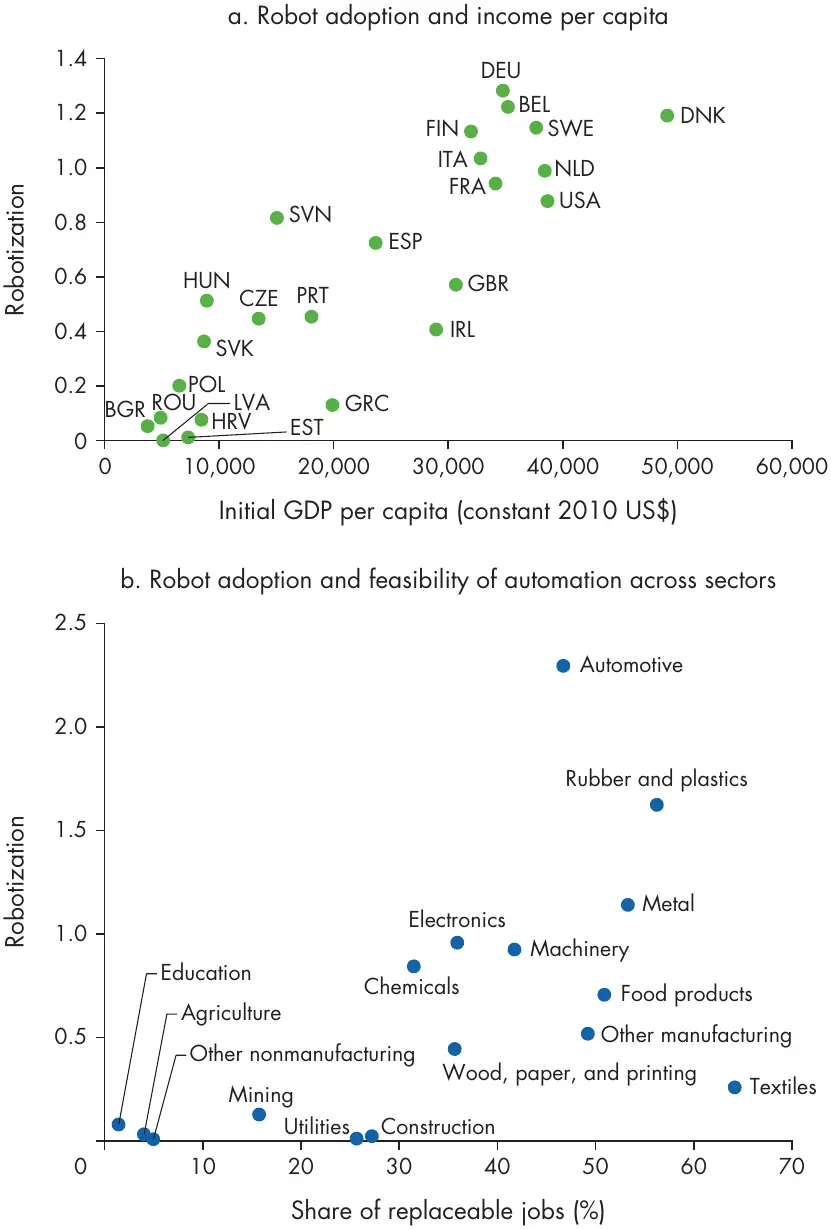 a. Robot adoption and income per capita
Robotization
1.4
1.2
1.0
0.8
0.6
0.4
0.2
0
DEU
BEL
DNK
FIN
SWE
ITA
NLD
FRA
USA
SVN
ESP
HUN
CZE
PRT
GBR
SVK
IRL
POL
BGR
ROU
LVA
HRV
EST
GRC
0 10,000 20,000 30,000 40,000 50,000 60,000
Initial GDP per capita (constant 2010 US$)
b. Robot adoption and feasibility of automation across sectors
Robotization
2.5
2.0
1.5
1.0
0.5
Automotive
Rubber and plastics
Metal
Electronics
Machinery
Chemicals
Education
Food products
Agriculture
Other manufacturing
Other nonmanufacturing
Wood, paper, and printing
Textiles
Mining
Utilities
Construction
0 10 20 30 40 50 60 70
Share of replaceable jobs (%)